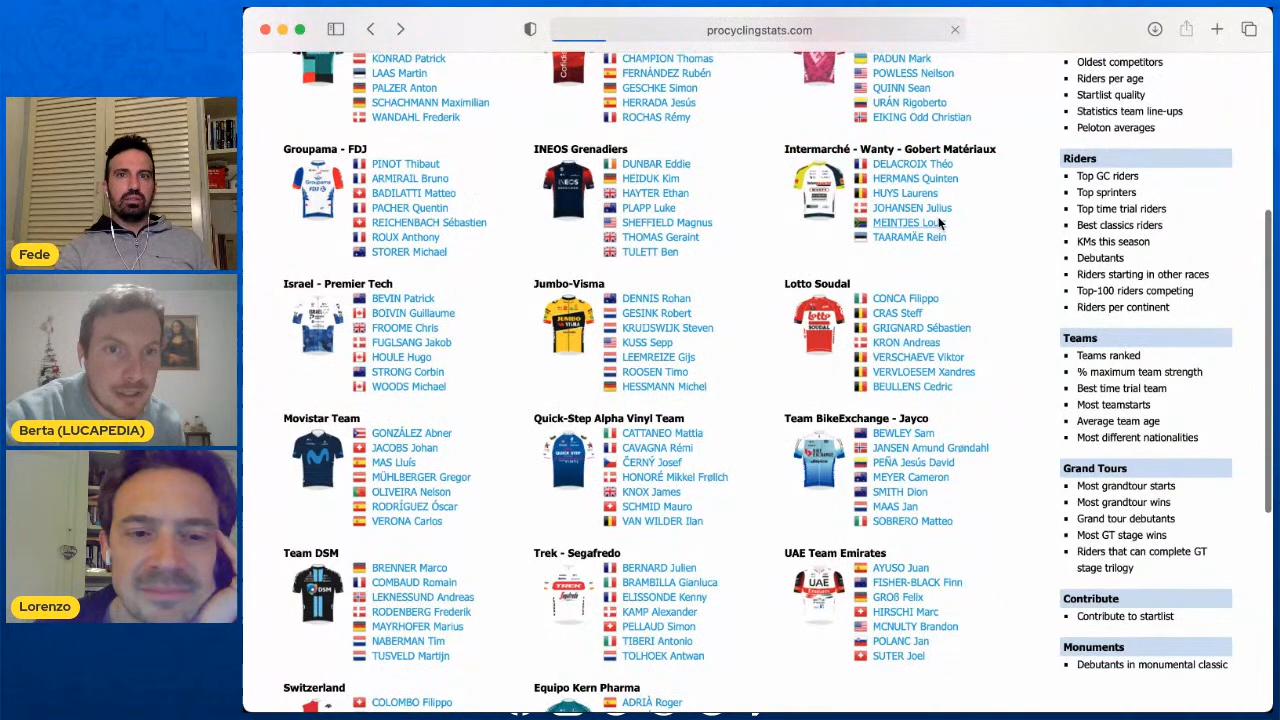 procyclingstats.com
KONRAD Patrick
LAAS Martin
PALZER Anton
SCHACHMANN Maximilian
WANDAHL Frederik
CHAMPION Thomas
FERNÁNDEZ Rubén
GESCHKE Simon
HERRADA Jesús
ROCHAS Rémy
PADUN Mark
POWLESS Neilson
QUINN Sean
URÁN Rigoberto
EIKING Odd Christian
Groupama - FDJ
PINOT Thibaut
ARMIRAIL Bruno
BADILATTI Matteo
PACHER Quentin
REICHENBACH Sébastien
ROUX Anthony
STORER Michael
INEOS Grenadiers
DUNBAR Eddie
HEIDUK Kim
HAYTER Ethan
PLAPP Luke
SHEFFIELD Magnus
THOMAS Geraint
TULETT Ben
Intermarché - Wanty - Gobert Matériaux
DELACROIX Théo
HERMANS Quinten
HUYS Laurens
JOHANSEN Julius
MEINTJES Lou
TAARAMÄE Rein
Israel - Premier Tech
BEVIN Patrick
BOIVIN Guillaume
FROOME Chris
FUGLSANG Jakob
HOULE Hugo
STRONG Corbin
WOODS Michael
Jumbo-Visma
DENNIS Rohan
GESINK Robert
KRUIJSWIJK Steven
KUSS Sepp
LEEMREIZE Gijs
ROOSEN Timo
HESSMANN Michel
Lotto Soudal
CONCA Filippo
CRAS Steff
GRIGNARD Sébastien
KRON Andreas
VERSCHAEVE Viktor
VERVLOESEM Xandres
BEULLENS Cedric
Movistar Team
GONZÁLEZ Abner
JACOBS Johan
MAS Lluís
MÜHLBERGER Gregor
OLIVEIRA Nelson
RODRÍGUEZ Óscar
VERONA Carlos
Quick-Step Alpha Vinyl Team
CATTANEO Mattia
CAVAGNA Rémi
ČERNÝ Josef
HONORÉ Mikkel Frølich
KNOX James
SCHMID Mauro
VAN WILDER Ilan
Team BikeExchange - Jayco
BEWLEY Sam
JANSEN Amund Grøndahl
PEÑA Jesús David
MEYER Cameron
SMITH Dion
MAAS Jan
SOBRERO Matteo
Team DSM
BRENNER Marco
COMBAUD Romain
LEKNESSUND Andreas
RODENBERG Frederik
MAYRHOFER Marius
NABERMAN Tim
TUSVELD Martijn
Trek - Segafredo
BERNARD Julien
BRAMBILLA Gianluca
ELISSONDE Kenny
KAMP Alexander
PELLAUD Simon
TIBERI Antonio
TOLHOEK Antwan
UAE Team Emirates
AYUSO Juan
FISHER-BLACK Finn
GROß Felix
HIRSCHI Marc
MCNULTY Brandon
POLANC Jan
SUTER Joel
Switzerland
COLOMBO Filippo
Equipo Kern Pharma
ADRIÀ Roger
Oldest competitors
Riders per age
Startlist quality
Statistics team line-ups
Peloton averages
Riders
Top GC riders
Top sprinters
Top time trial riders
Best classics riders
KMs this season
Debutants
Riders starting in other races
Top-100 riders competing
Riders per continent
Teams
Teams ranked
% maximum team strength
Best time trial team
Most teamstarts
Average team age
Most different nationalities
Grand Tours
Most grandtour starts
Most grandtour wins
Grand tour debutants
Most GT stage wins
Riders that can complete GT
stage trilogy
Contribute
Contribute to startlist
Monuments
Debutants in monumental classic
Fede
Berta (LUCAPEDIA)
Lorenzo